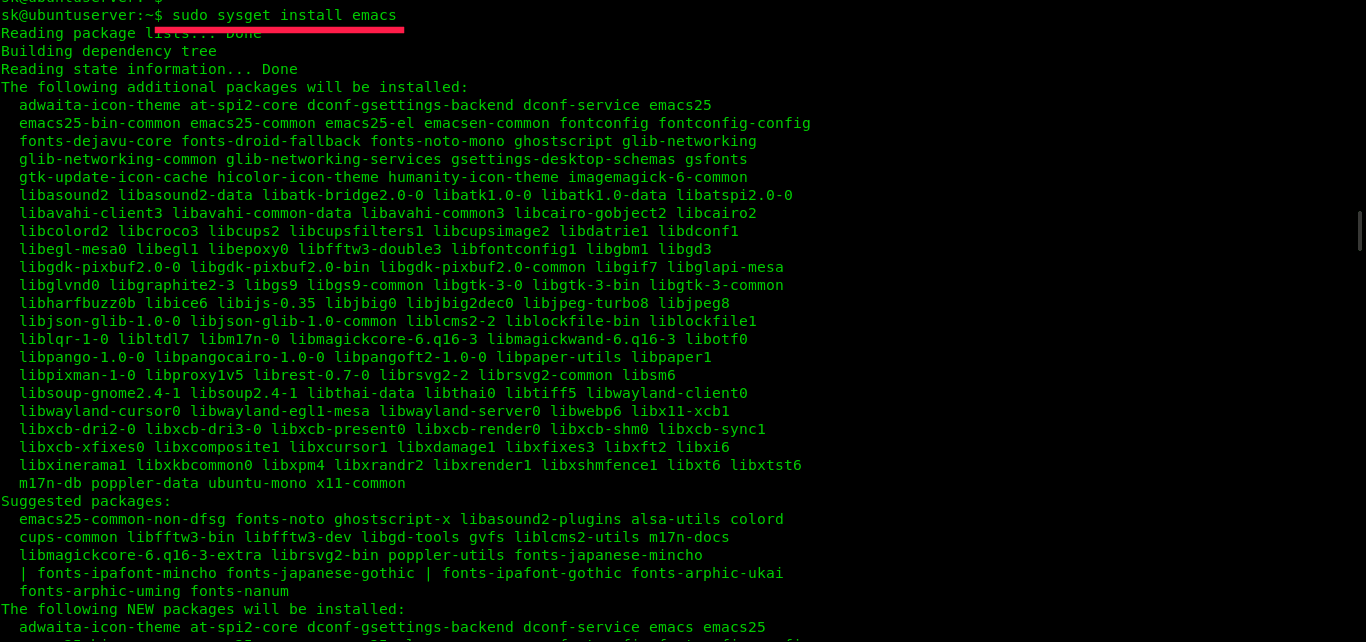 sk@ubuntuserver:~$
sk@ubuntuserver:~$ sudo sysget install emacs
Reading package lists... Done
Building dependency tree
Reading state information... Done
The following additional packages will be installed:
  adwaita-icon-theme at-spi2-core dconf-gsettings-backend dconf-service emacs25
  emacs25-bin-common emacs25-common emacs25-el emacsen-common fontconfig fontconfig-config
  fonts-dejavu-core fonts-droid-fallback fonts-noto-mono ghostscript glib-networking
  glib-networking-common glib-networking-services gsettings-desktop-schemas gsfonts
  gtk-update-icon-cache hicolor-icon-theme humanity-icon-theme imagemagick-6-common
  libasound2 libasound2-data libatk-bridge2.0-0 libatk1.0-0 libatk1.0-data libatspi2.0-0
  libavahi-client3 libavahi-common-data libavahi-common3 libcairo-gobject2 libcairo2
  libcolord2 libcroco3 libcups2 libcupsfilters1 libcupsimage2 libdatrie1 libdconf1
  libegl-mesa0 libegl1 libepoxy0 libfftw3-double3 libfontconfig1 libgbm1 libgd3
  libgdk-pixbuf2.0-0 libgdk-pixbuf2.0-bin libgdk-pixbuf2.0-common libgif7 libglapi-mesa
  libglvnd0 libgraphite2-3 libgs9 libgs9-common libgtk-3-0 libgtk-3-bin libgtk-3-common
  libharfbuzz0b libice6 libijs-0.35 libjbig0 libjbig2dec0 libjpeg-turbo8 libjpeg8
  libjson-glib-1.0-0 libjson-glib-1.0-common liblcms2-2 liblockfile-bin liblockfile1
  liblqr-1-0 libltdl7 libm17n-0 libmagickcore-6.q16-3 libmagickwand-6.q16-3 libotf0
  libpango-1.0-0 libpangocairo-1.0-0 libpangoft2-1.0-0 libpaper-utils libpaper1
  libpixman-1-0 libproxy1v5 librest-0.7-0 librsvg2-2 librsvg2-common libsm6
  libsoup-gnome2.4-1 libsoup2.4-1 libthai-data libthai0 libtiff5 libwayland-client0
  libwayland-cursor0 libwayland-egl1-mesa libwayland-server0 libwebp6 libx11-xcb1
  libxcb-dri2-0 libxcb-dri3-0 libxcb-present0 libxcb-render0 libxcb-shm0 libxcb-sync1
  libxcb-xfixes0 libxcomposite1 libxcursor1 libxdamage1 libxfixes3 libxft2 libxi6
  libxinerama1 libxkbcommon0 libxpm4 libxrandr2 libxrender1 libxshmfence1 libxt6 libxtst6
  m17n-db poppler-data ubuntu-mono x11-common
Suggested packages:
  emacs25-common-non-dfsg fonts-noto ghostscript-x libasound2-plugins alsa-utils colord
  cups-common libfftw3-bin libfftw3-dev libgd-tools gvfs liblcms2-utils m17n-docs
  libmagickcore-6.q16-3-extra librsvg2-bin poppler-utils fonts-japanese-mincho
  | fonts-ipafont-mincho fonts-japanese-gothic | fonts-ipafont-gothic fonts-arphic-ukai
  fonts-arphic-uming fonts-nanum
The following NEW packages will be installed:
  adwaita-icon-theme at-spi2-core dconf-gsettings-backend dconf-service emacs emacs25